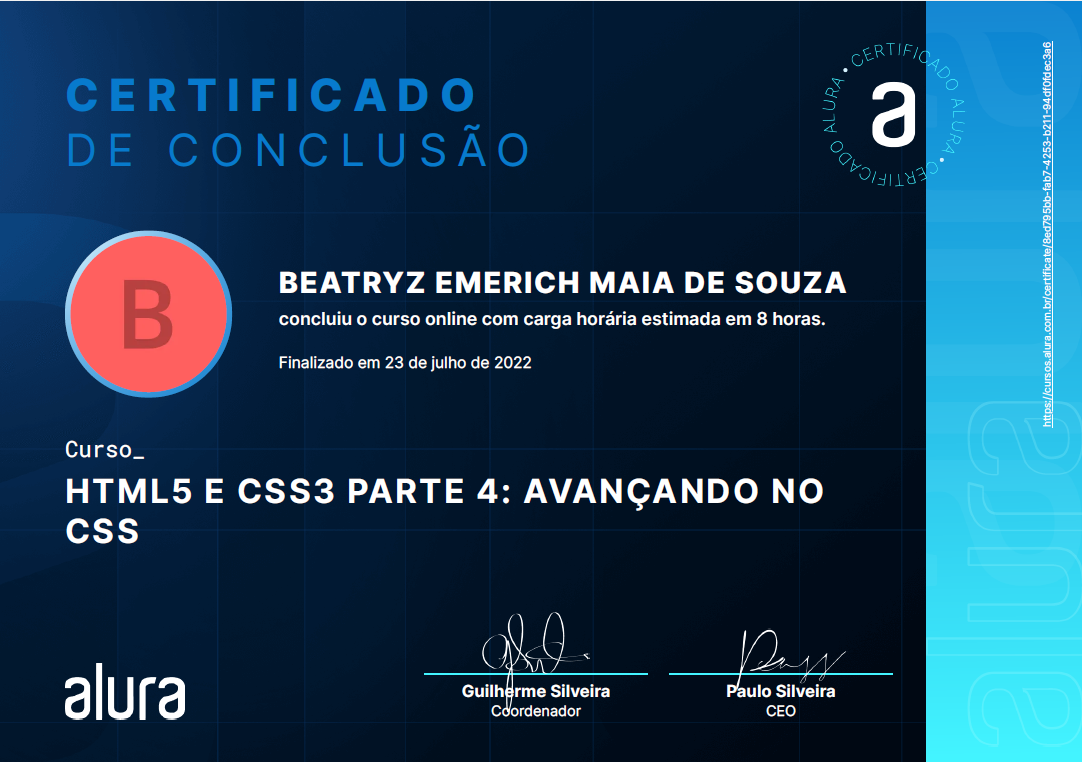 CERTIFICADO
DE CONCLUSÃO
• CERTIFICADO ALURA • CERTIFICADO ALURA
a
https://cursos.alura.com.br/certificate/8ed795bb-fab7-4253-b211-94df0fdec3a6
B
BEATRYZ EMERICH MAIA DE SOUZA
concluiu o curso online com carga horária estimada em 8 horas.
Finalizado em 23 de julho de 2022
Curso_
HTML5 E CSS3 PARTE 4: AVANÇANDO NO
CSS
alura
Guilherme Silveira
Coordenador
Paulo Silveira
CEO
alura